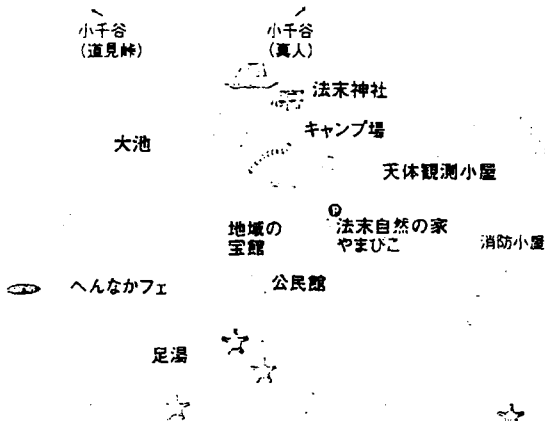 小千谷
(道見峠)
小千谷
(真人)
法末神社
キャンプ場
大池
天体観測小屋
P
地域の
宝館
法末自然の家
やまびこ
消防小屋
へんなかフェ
公民館
足湯